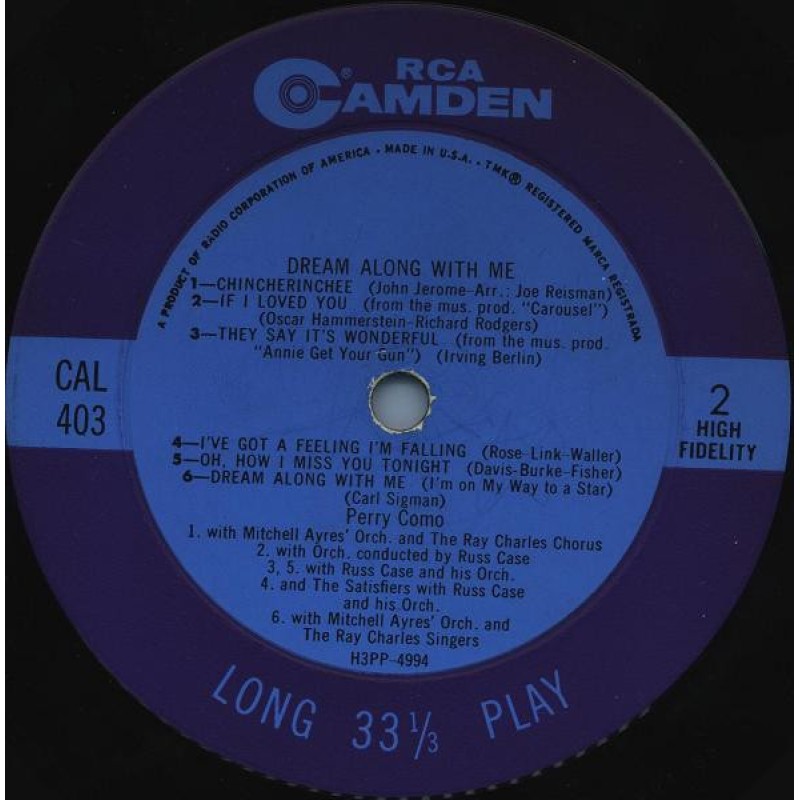 RCA
CAMDEN ®
A PRODUCT OF RADIO CORPORATION OF AMERICA • MADE IN U.S.A. • TMK® REGISTERED MARCA REGISTRADA
DREAM ALONG WITH ME
1—CHINCHERINCHEE (John Jerome-Arr.: Joe Reisman)
2—IF I LOVED YOU (from the mus. prod. "Carousel")
(Oscar Hammerstein-Richard Rodgers)
3—THEY SAY IT'S WONDERFUL (from the mus. prod.
"Annie Get Your Gun") (Irving Berlin)
CAL
403
2
HIGH
FIDELITY
4—I'VE GOT A FEELING I'M FALLING (Rose-Link-Waller)
5—OH, HOW I MISS YOU TONIGHT (Davis-Burke-Fisher)
6—DREAM ALONG WITH ME (I'm on My Way to a Star)
(Carl Sigman)
Perry Como
1. with Mitchell Ayres' Orch. and The Ray Charles Chorus
2. with Orch. conducted by Russ Case
3, 5. with Russ Case and his Orch.
4. and The Satisfiers with Russ Case
and his Orch.
6. with Mitchell Ayres' Orch. and
The Ray Charles Singers
H3PP-4994
LONG 33⅓ PLAY